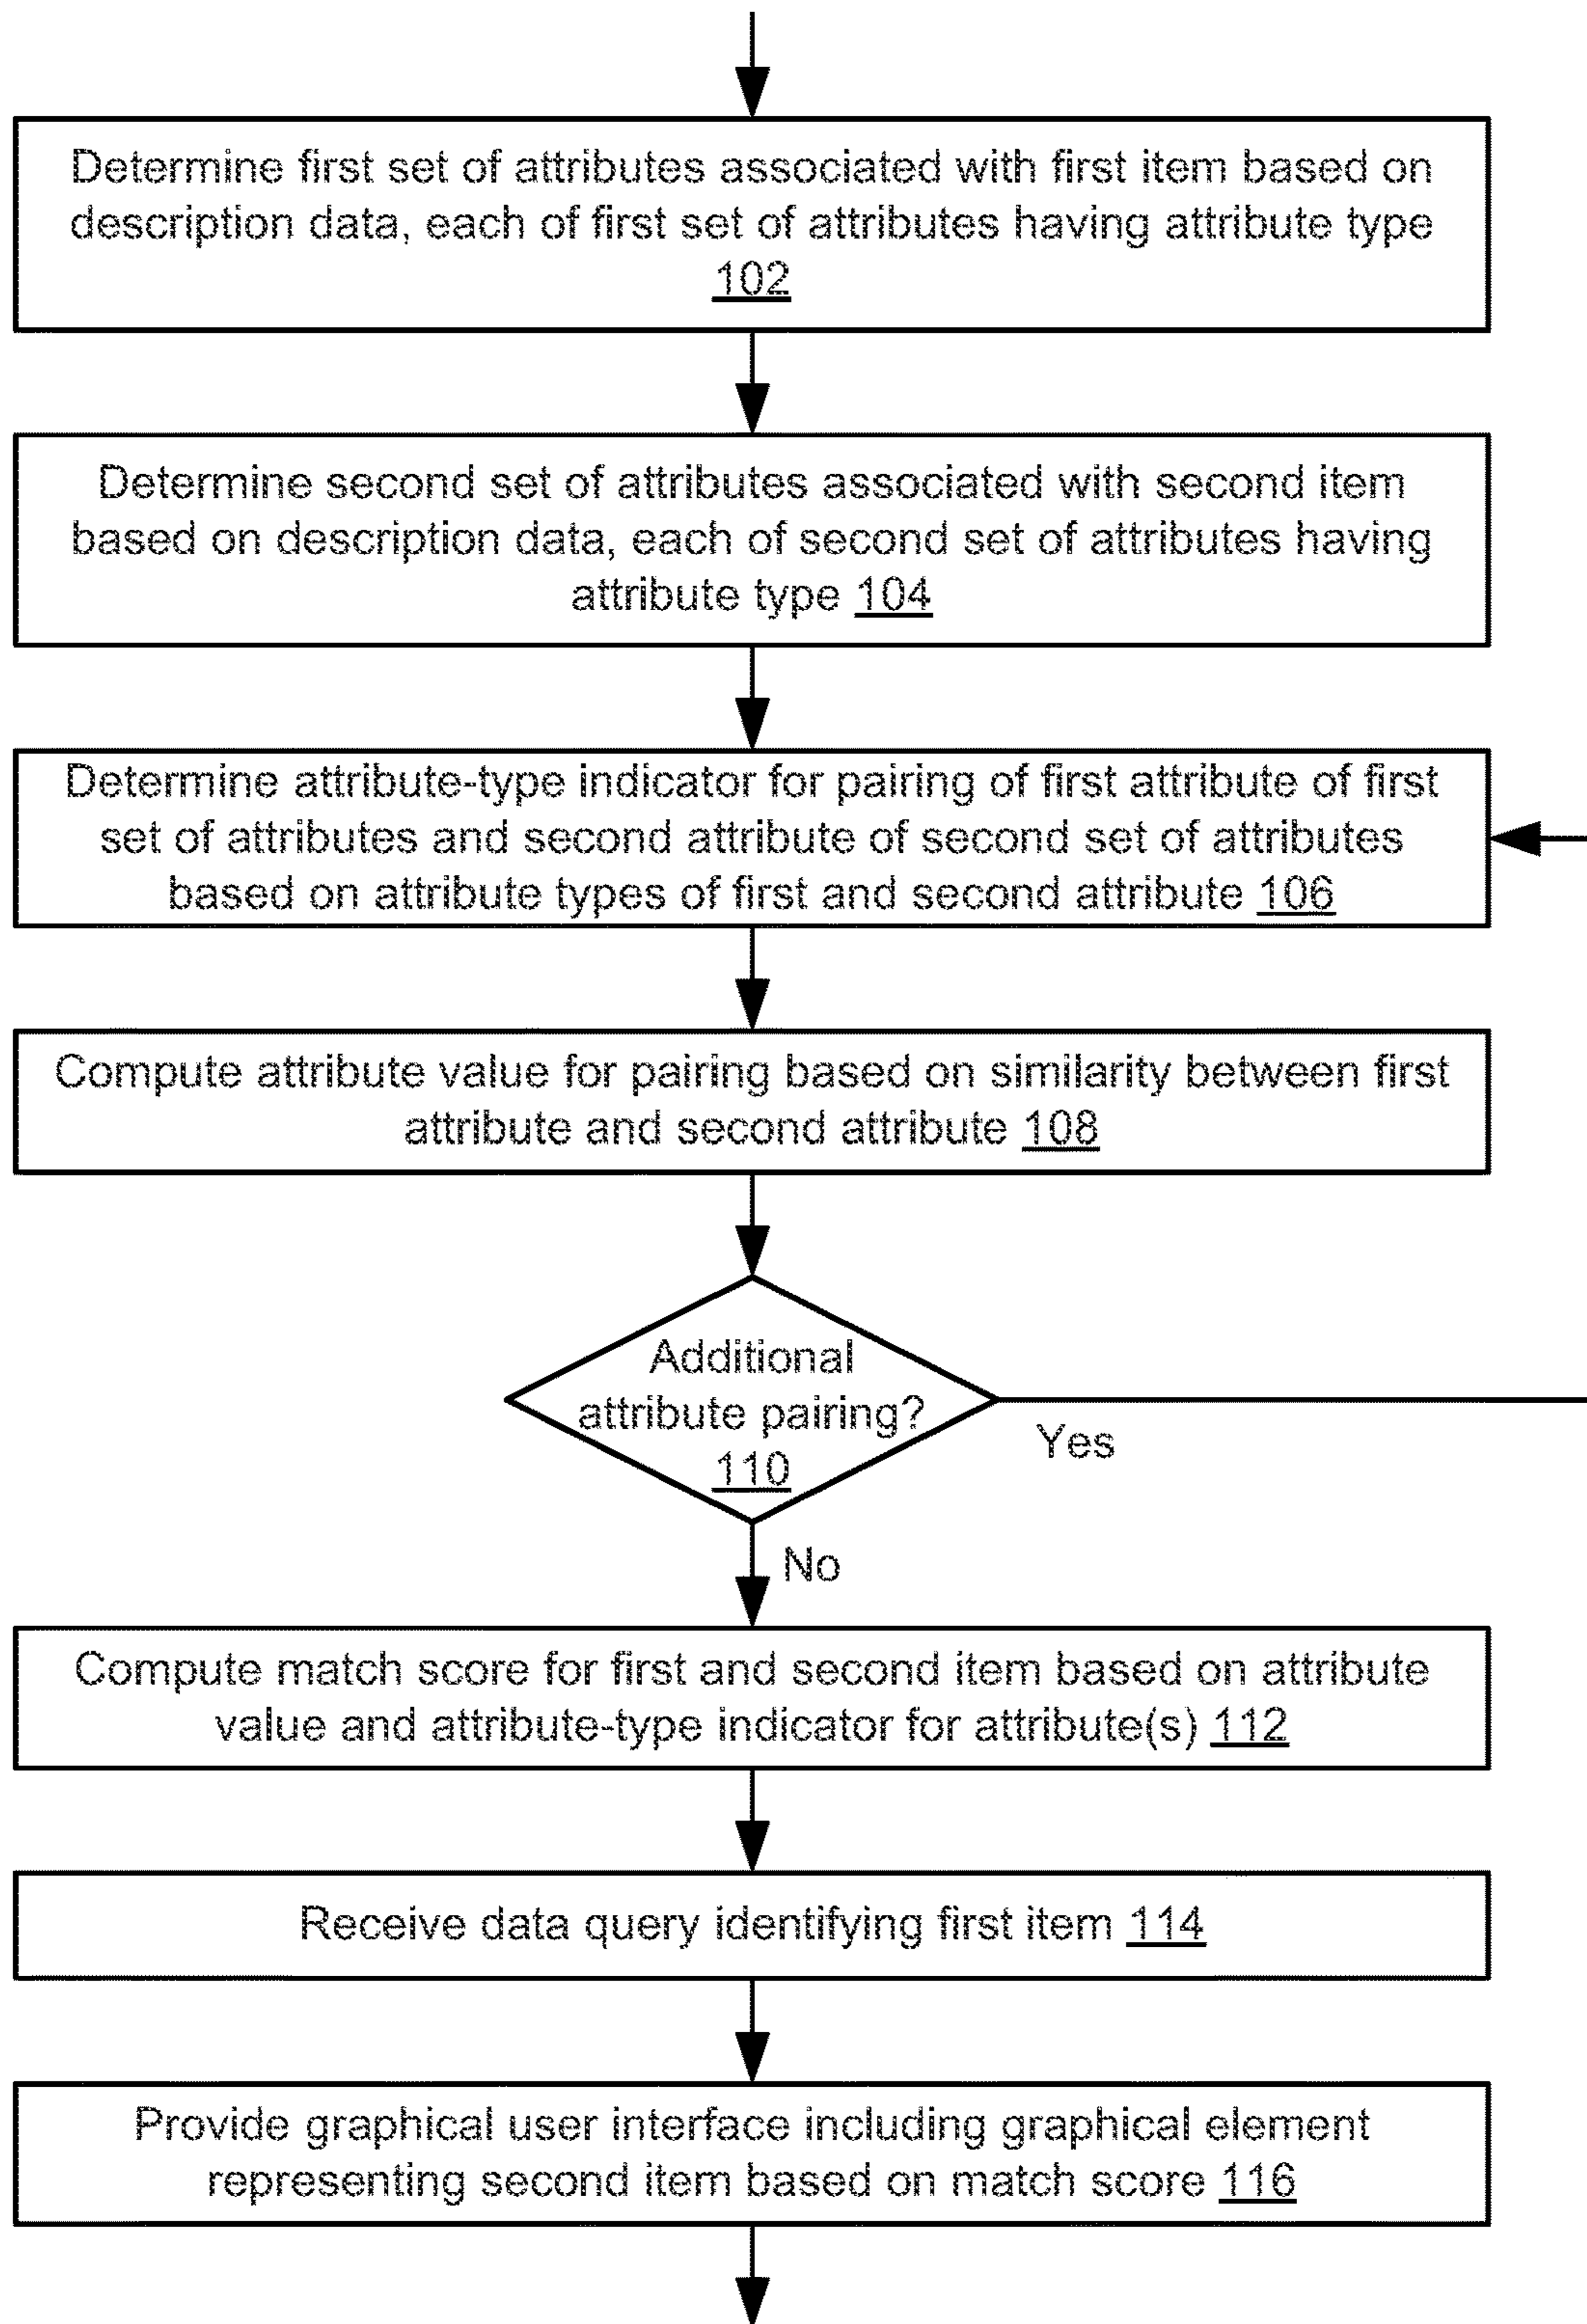 Determine first set of attributes associated with first item based on
description data, each of first set of attributes having attribute type
102
Determine second set of attributes associated with second item
based on description data, each of second set of attributes having
attribute type 104
Determine attribute-type indicator for pairing of first attribute of first
set of attributes and second attribute of second set of attributes
based on attribute types of first and second attribute 106
Compute attribute value for pairing based on similarity between first
attribute and second attribute 108
Additional
attribute pairing?
110
Yes
No
Compute match score for first and second item based on attribute
value and attribute-type indicator for attribute(s) 112
Receive data query identifying first item 114
Provide graphical user interface including graphical element
representing second item based on match score 116